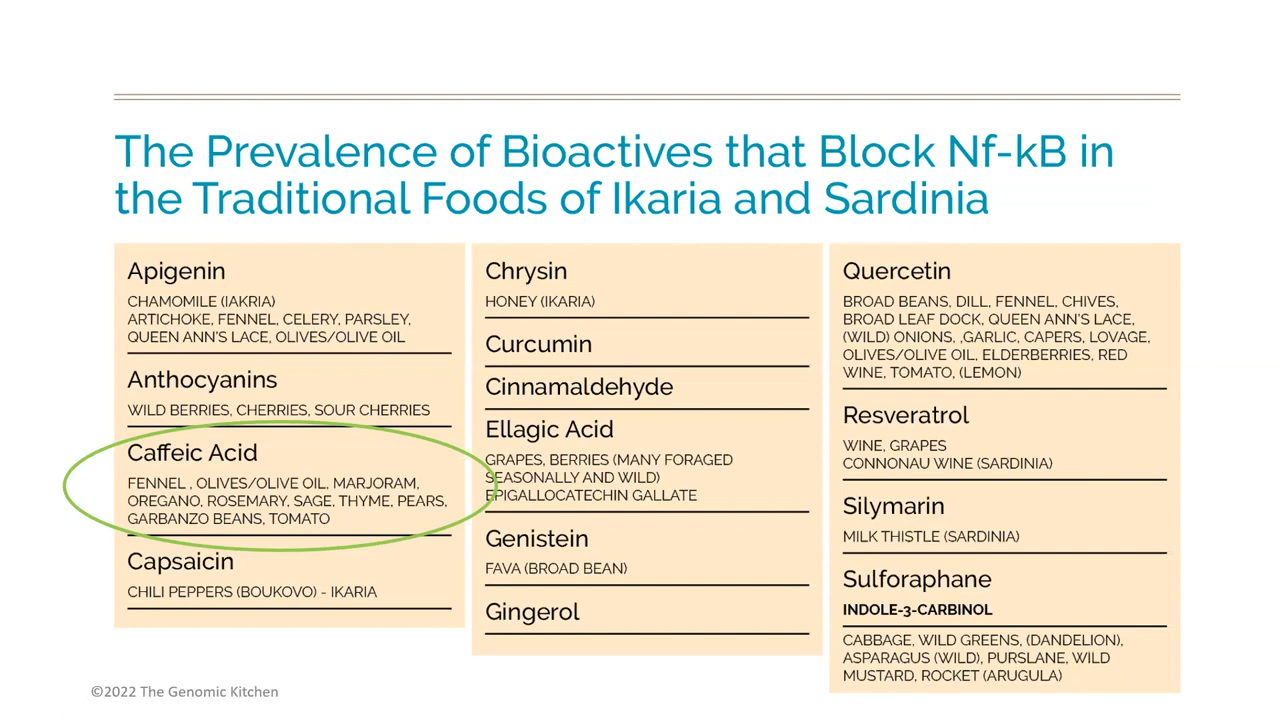 The Prevalence of Bioactives that Block Nf-kB in
the Traditional Foods of Ikaria and Sardinia
Apigenin
CHAMOMILE (IAKRIA)
ARTICHOKE, FENNEL, CELERY, PARSLEY,
QUEEN ANN'S LACE, OLIVES/OLIVE OIL
Anthocyanins
WILD BERRIES, CHERRIES, SOUR CHERRIES
Caffeic Acid
FENNEL , OLIVES/OLIVE OIL, MARJORAM,
OREGANO, ROSEMARY, SAGE, THYME, PEARS,
GARBANZO BEANS, TOMATO
Capsaicin
CHILI PEPPERS (BOUKOVO) - IKARIA
Chrysin
HONEY (IKARIA)
Curcumin
Cinnamaldehyde
Ellagic Acid
GRAPES, BERRIES (MANY FORAGED
SEASONALLY AND WILD)
EPIGALLOCATECHIN GALLATE
Genistein
FAVA (BROAD BEAN)
Gingerol
Quercetin
BROAD BEANS, DILL, FENNEL, CHIVES,
BROAD LEAF DOCK, QUEEN ANN'S LACE,
(WILD) ONIONS, ,GARLIC, CAPERS, LOVAGE,
OLIVES/OLIVE OIL, ELDERBERRIES, RED
WINE, TOMATO, (LEMON)
Resveratrol
WINE, GRAPES
CONNONAU WINE (SARDINIA)
Silymarin
MILK THISTLE (SARDINIA)
Sulforaphane
INDOLE-3-CARBINOL
CABBAGE, WILD GREENS, (DANDELION),
ASPARAGUS (WILD), PURSLANE, WILD
MUSTARD, ROCKET (ARUGULA)
©2022 The Genomic Kitchen